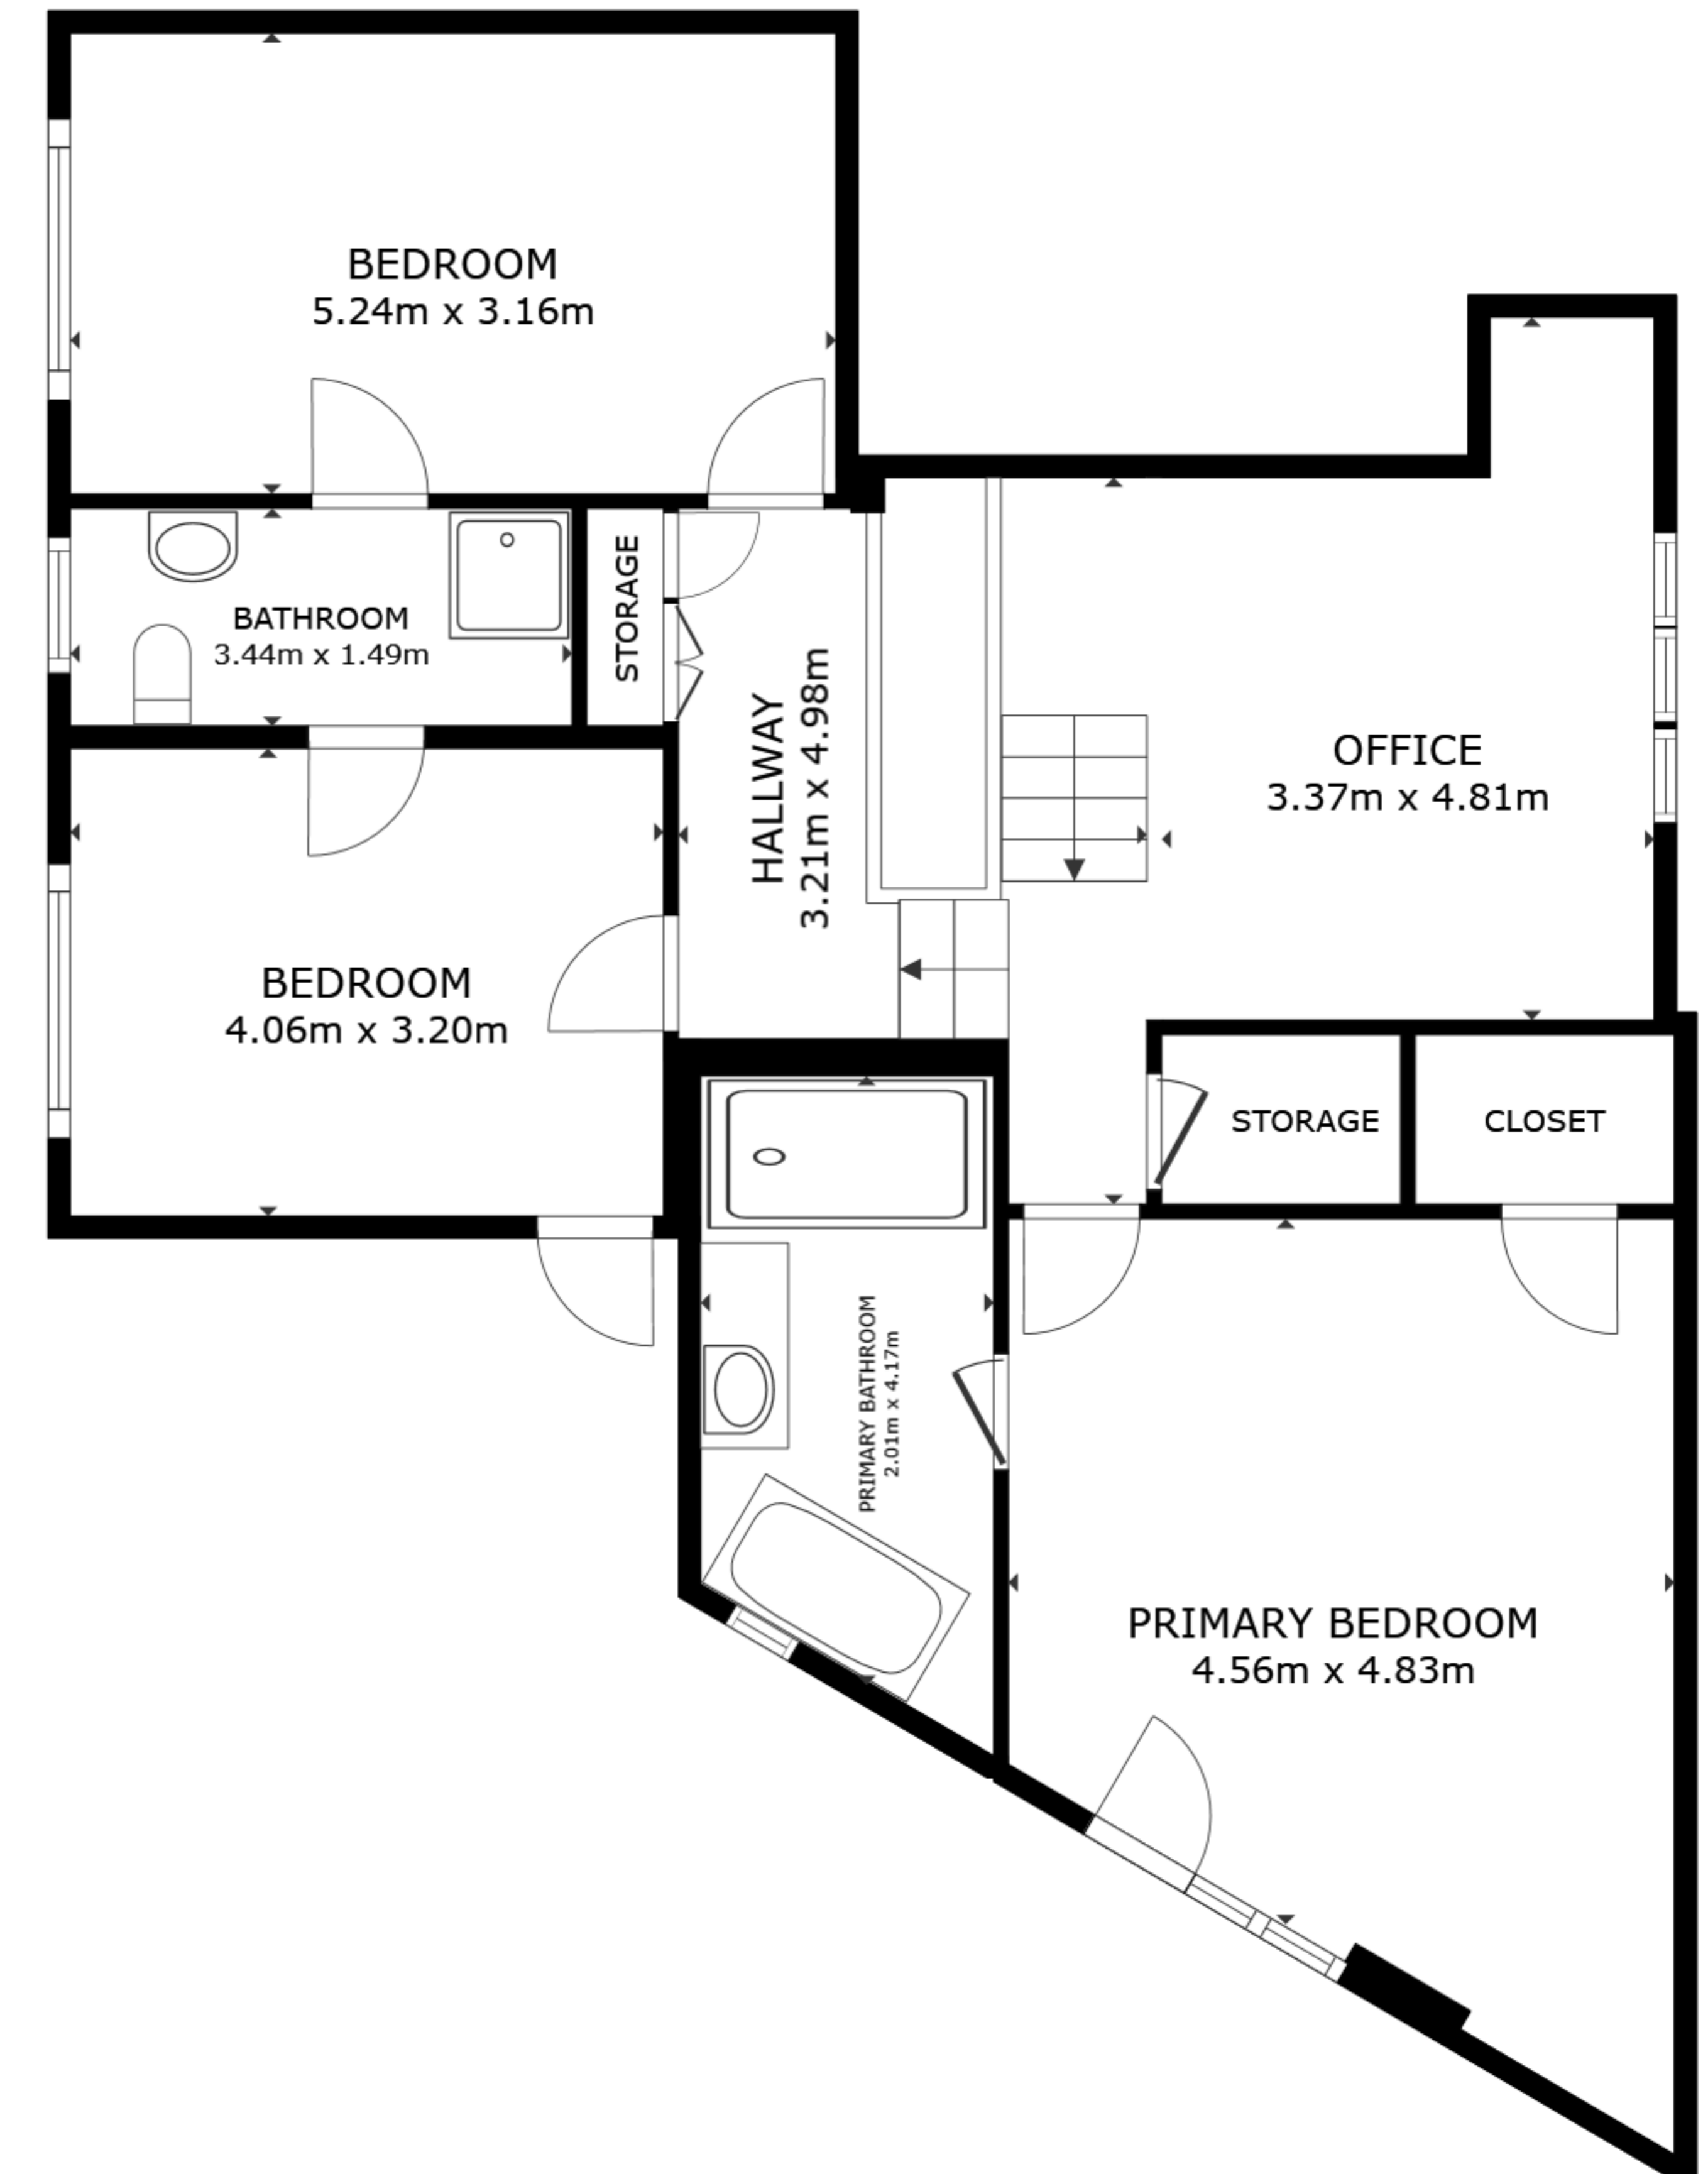 BEDROOM
5.24m x 3.16m
BATHROOM
3.44m x 1.49m
STORAGE
HALLWAY
3.21m x 4.98m
OFFICE
3.37m x 4.81m
BEDROOM
4.06m x 3.20m
STORAGE
CLOSET
PRIMARY BATHROOM
2.01m x 4.17m
PRIMARY BEDROOM
4.56m x 4.83m